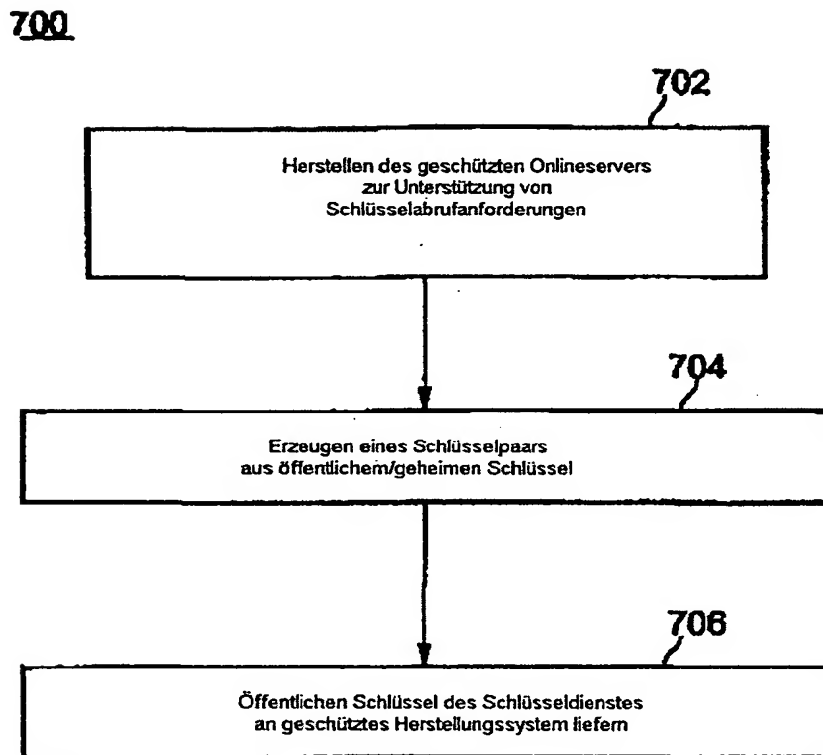 700
702
Herstellen des geschützten Onlineservers
zur Unterstützung von
Schlüsselabrufanforderungen
704
Erzeugen eines Schlüsselpaars
aus öffentlichem/geheimen Schlüssel
706
Öffentlichen Schlüssel des Schlüsseldienstes
an geschütztes Herstellungssystem liefern